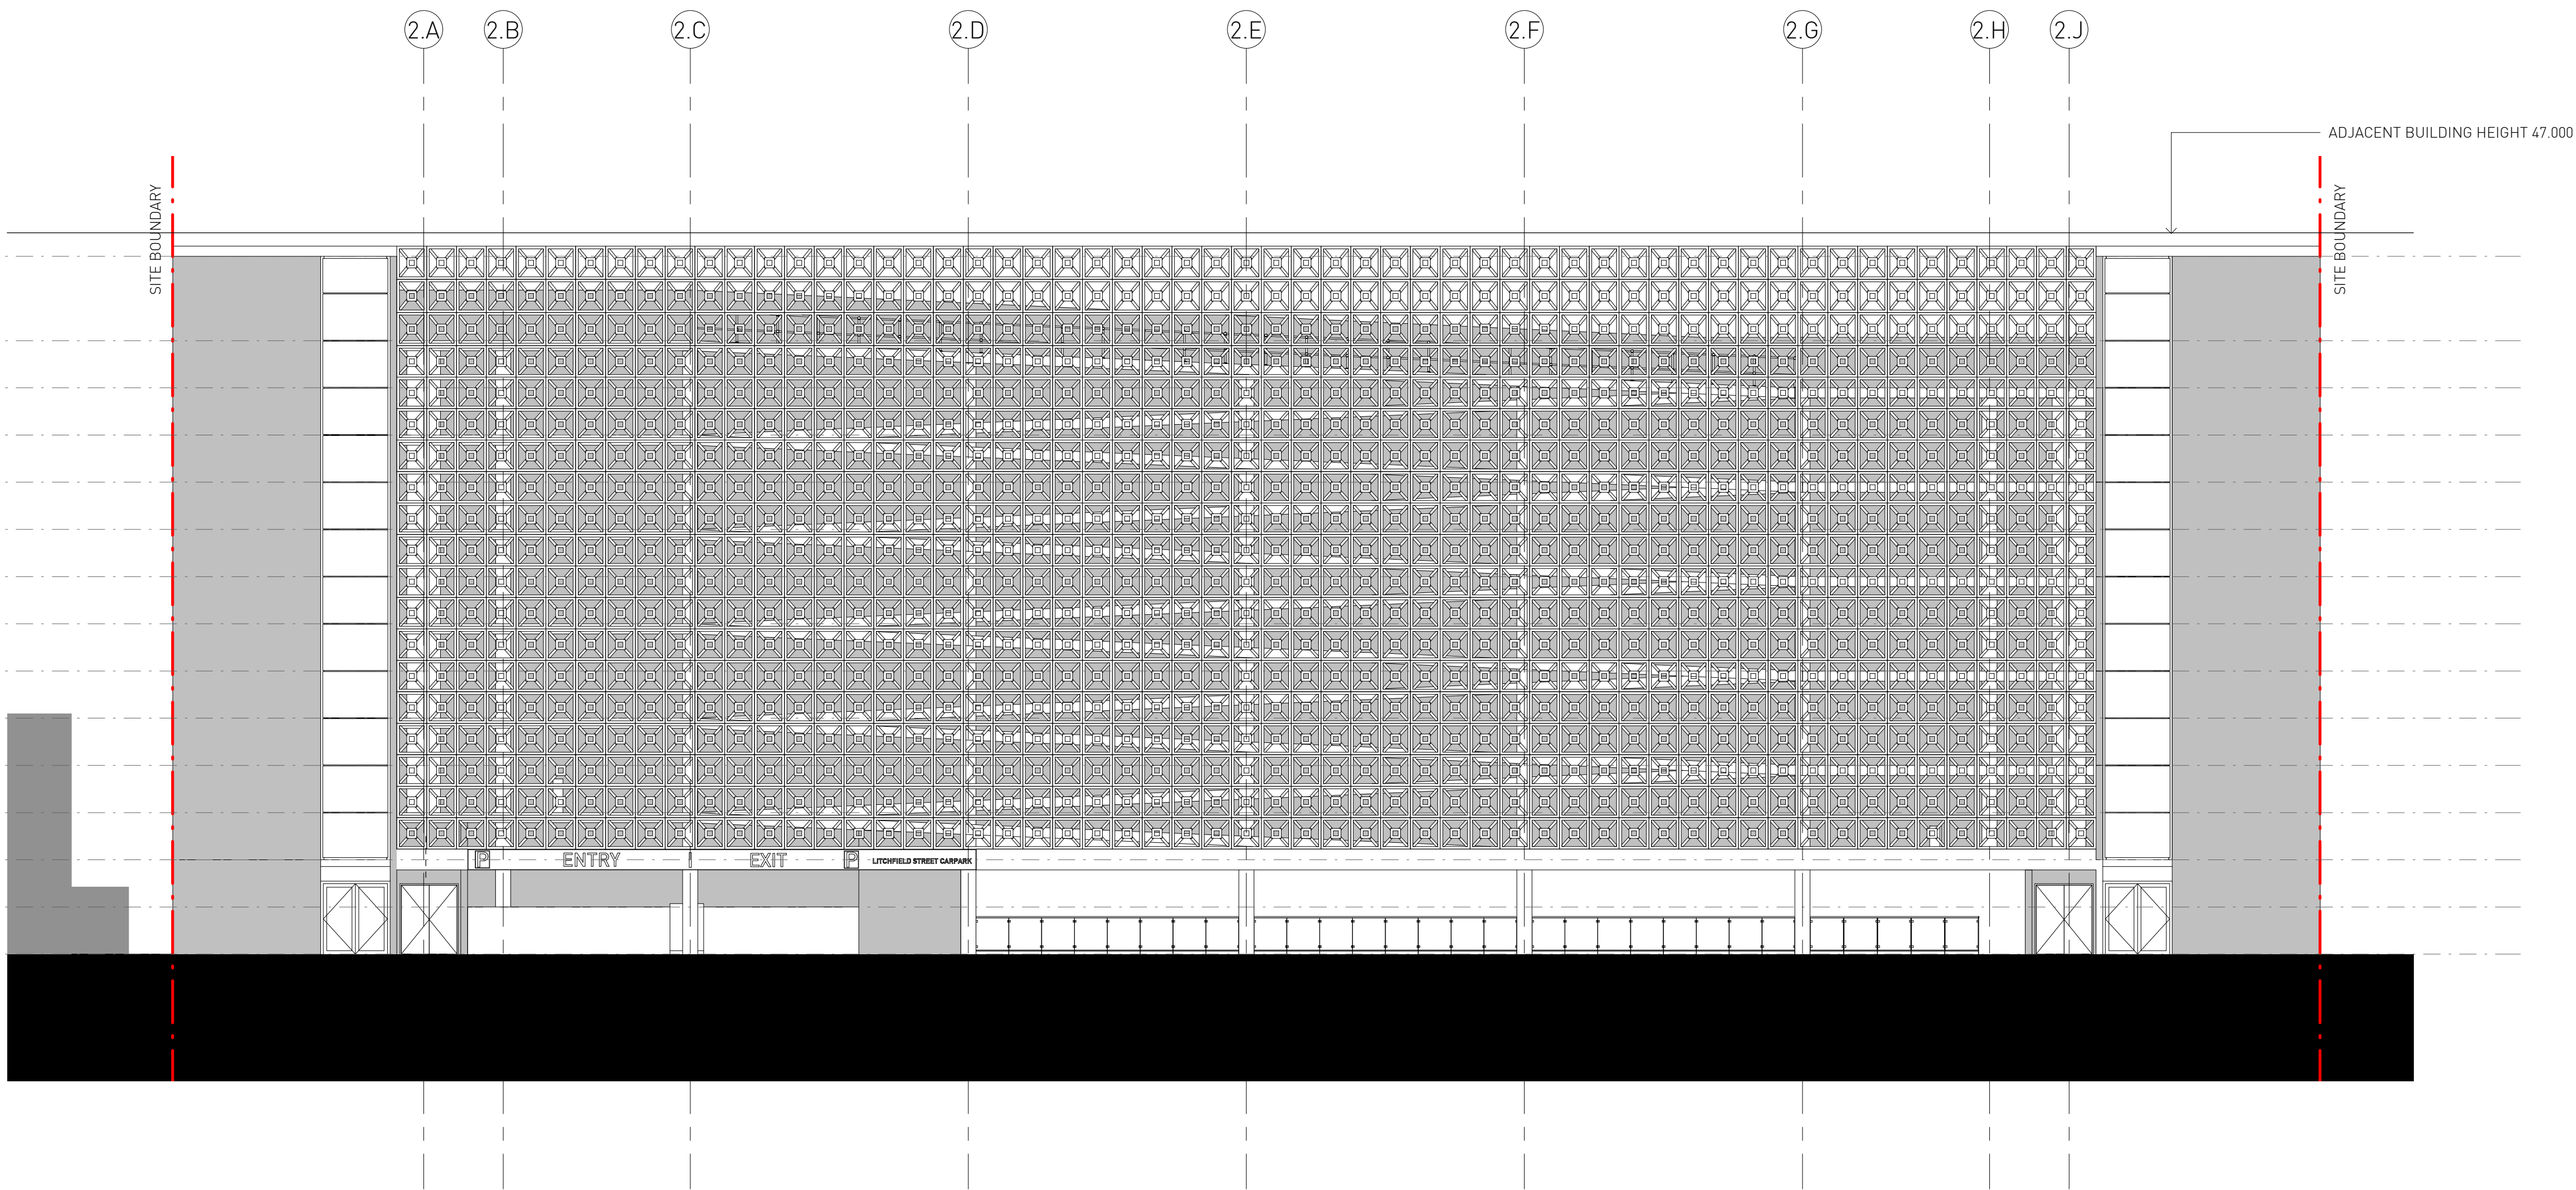 2.A 2.B 2.C 2.D 2.E 2.F 2.G 2.H 2.J
ADJACENT BUILDING HEIGHT 47.000
SITE BOUNDARY
SITE BOUNDARY
P ENTRY EXIT P LITCHFIELD STREET CARPARK